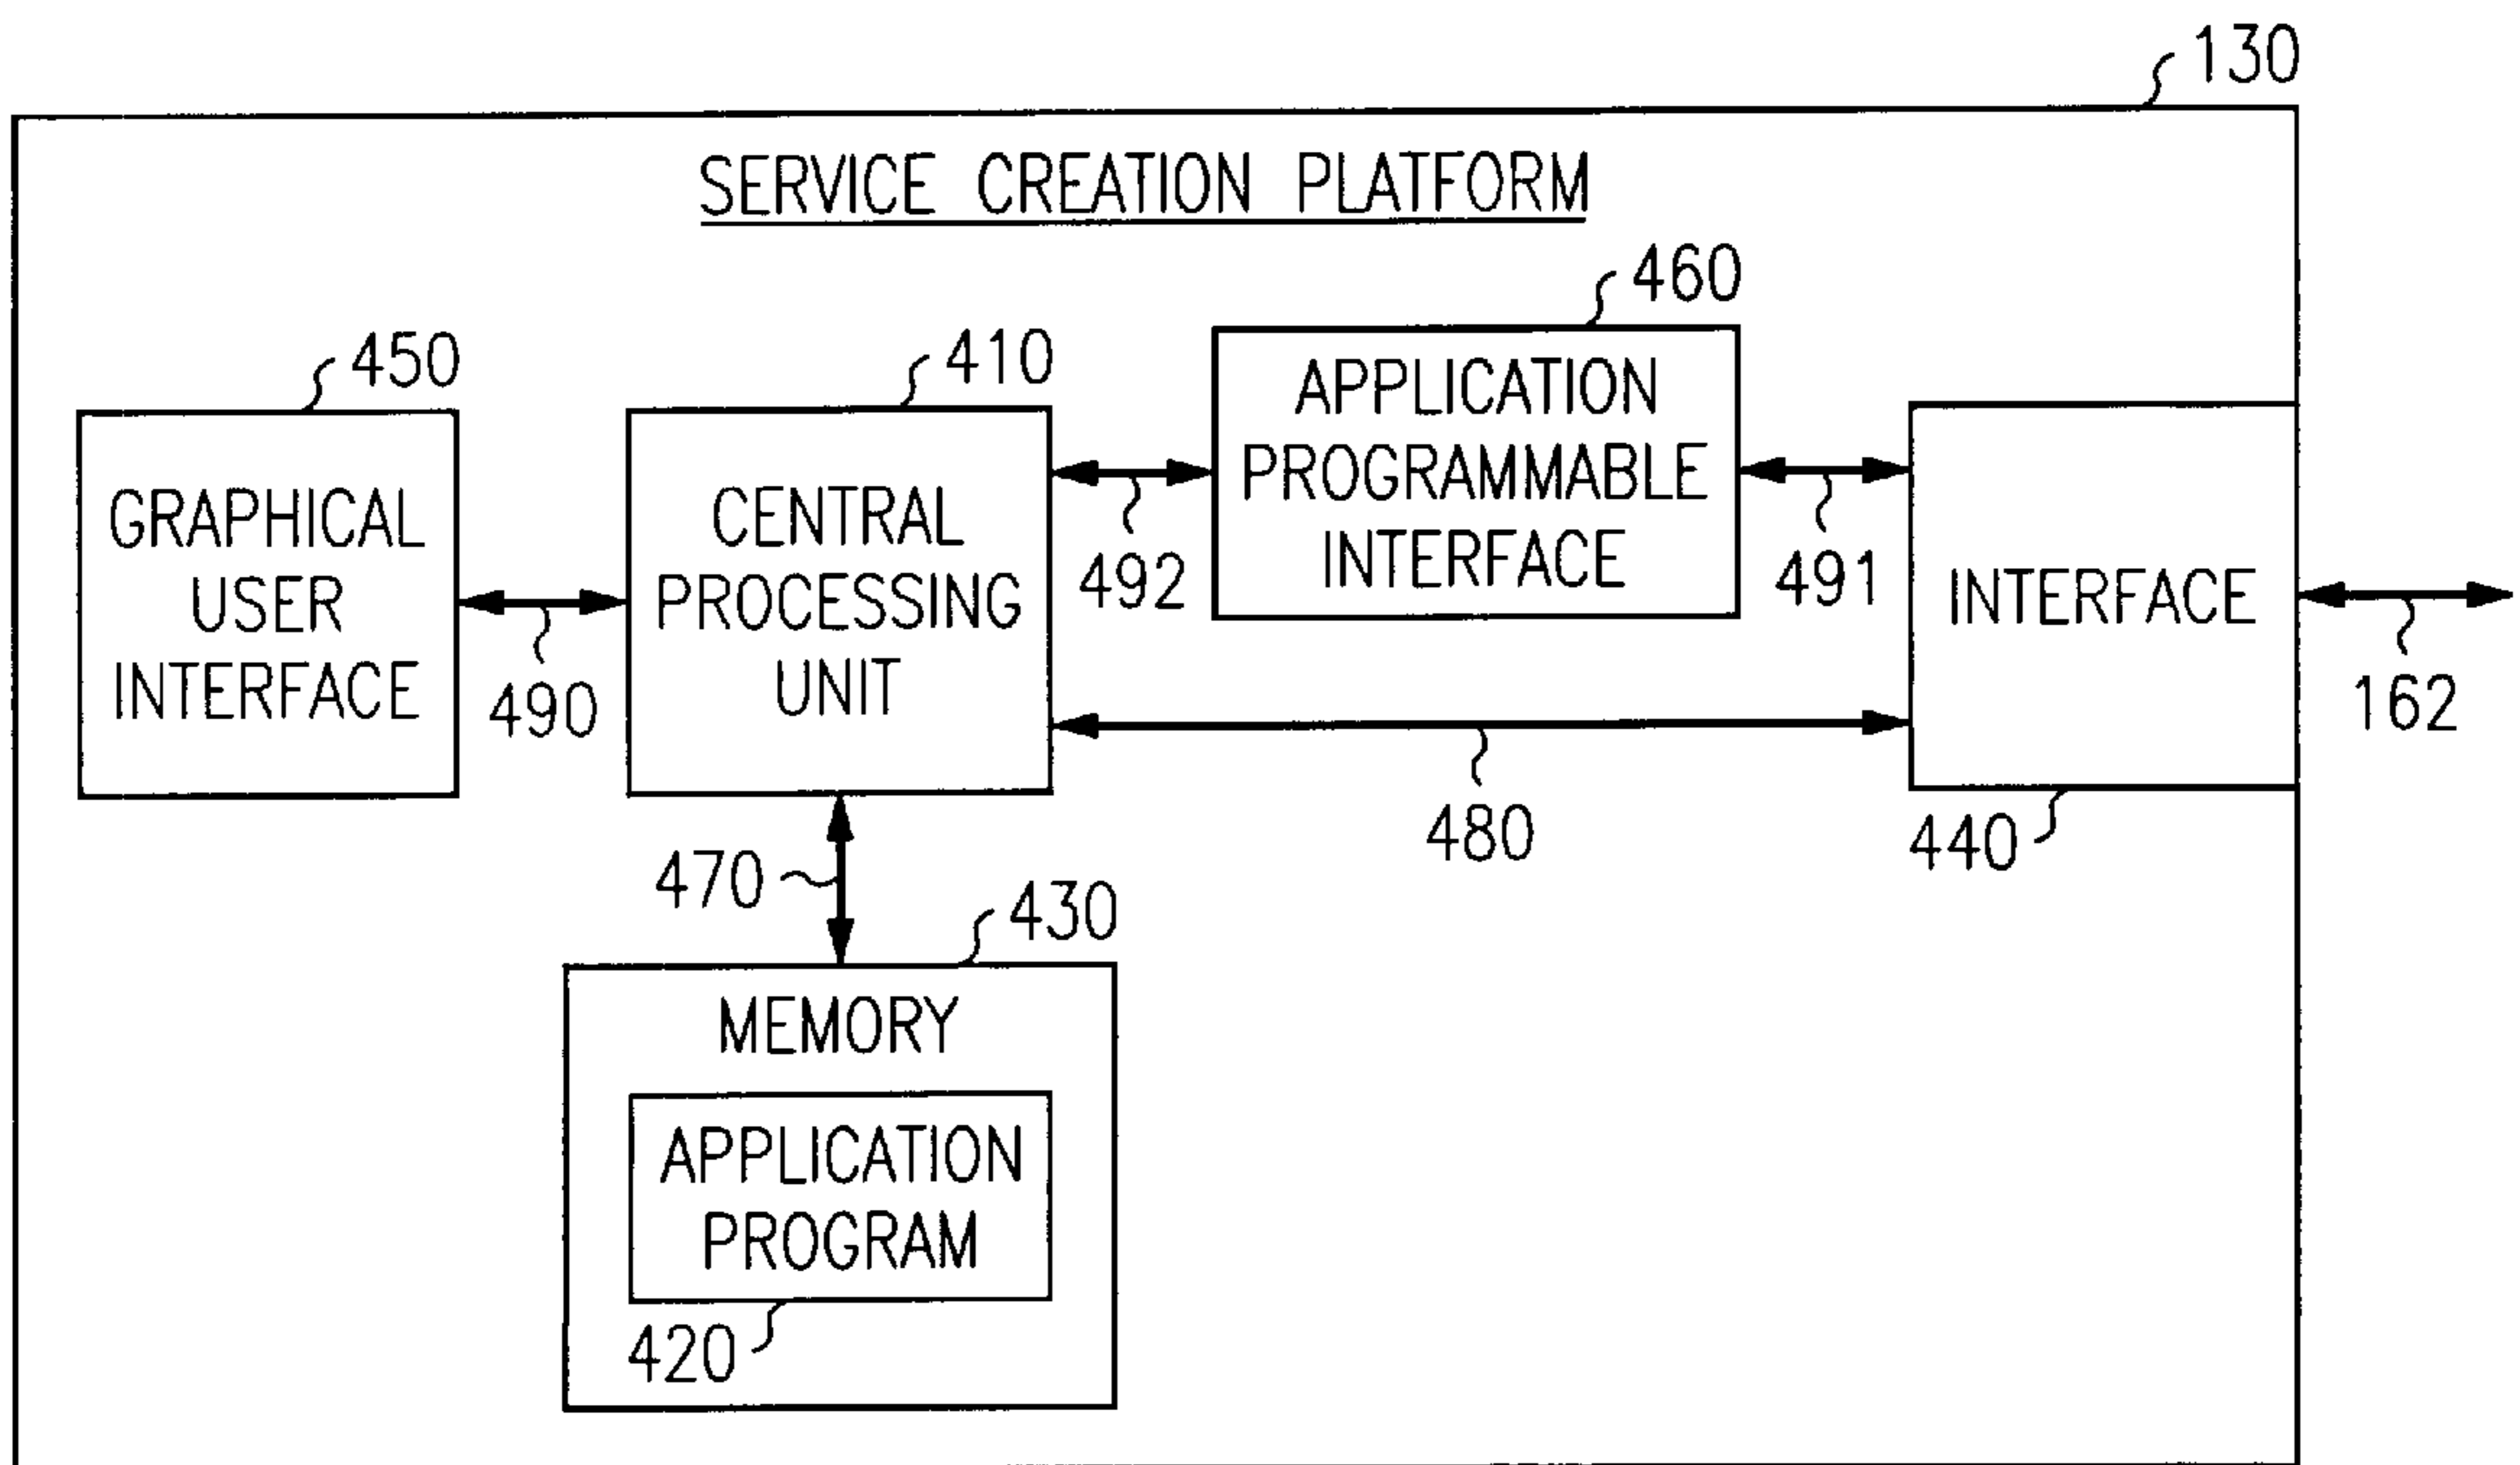 130
SERVICE CREATION PLATFORM
460
450
410
APPLICATION
PROGRAMMABLE
INTERFACE
GRAPHICAL
USER
INTERFACE
CENTRAL
PROCESSING
UNIT
492
491
INTERFACE
490
162
480
440
470
430
MEMORY
APPLICATION
PROGRAM
420